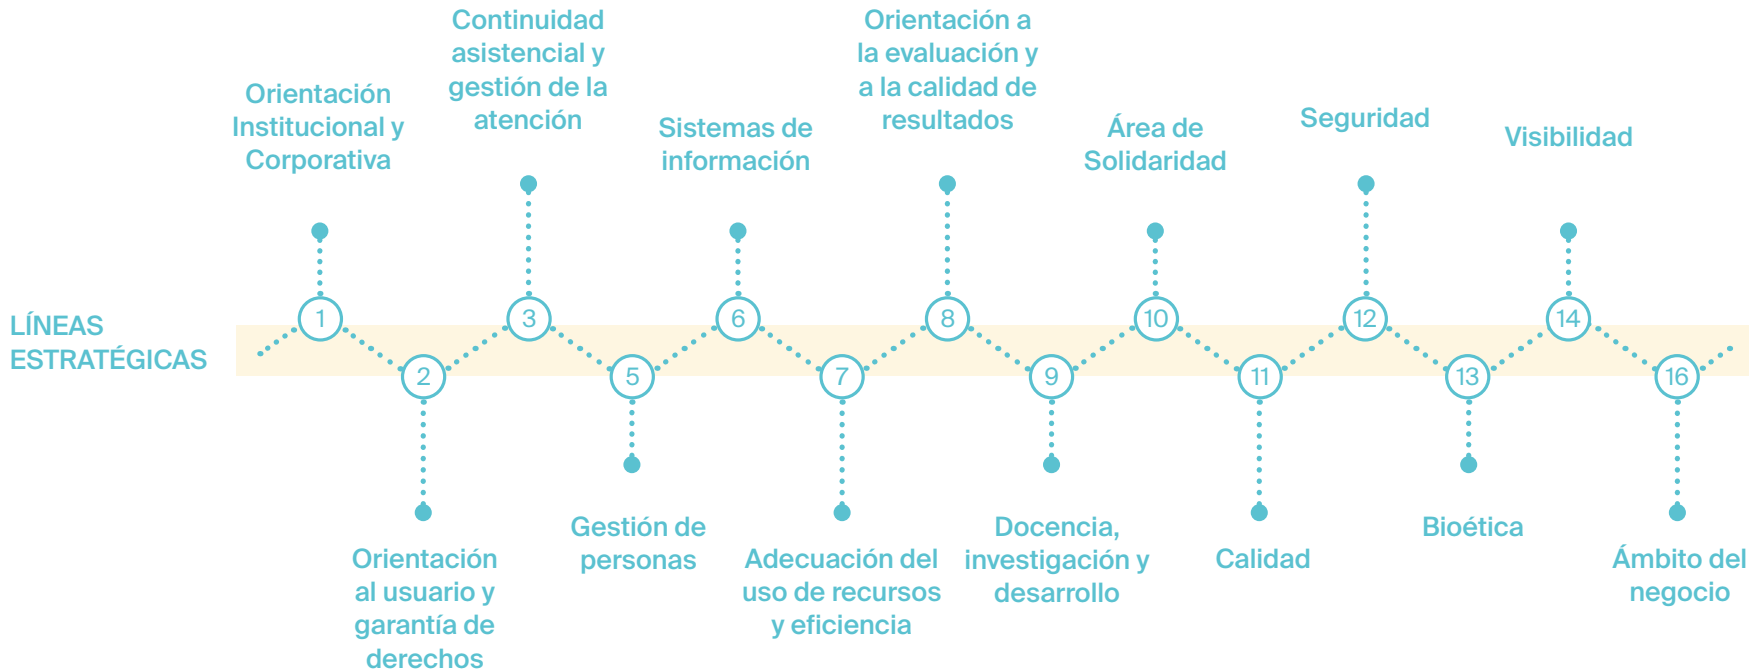 LÍNEAS
ESTRATÉGICAS
1
Orientación
Institucional y
Corporativa
2
Orientación
al usuario y
garantía de
derechos
3
Continuidad
asistencial y
gestión de la
atención
5
Gestión de
personas
6
Sistemas de
información
7
Adecuación del
uso de recursos
y eficiencia
8
Orientación a
la evaluación y
a la calidad de
resultados
9
Docencia,
investigación y
desarrollo
10
Área de
Solidaridad
11
Calidad
12
Seguridad
13
Bioética
14
Visibilidad
16
Ámbito del
negocio